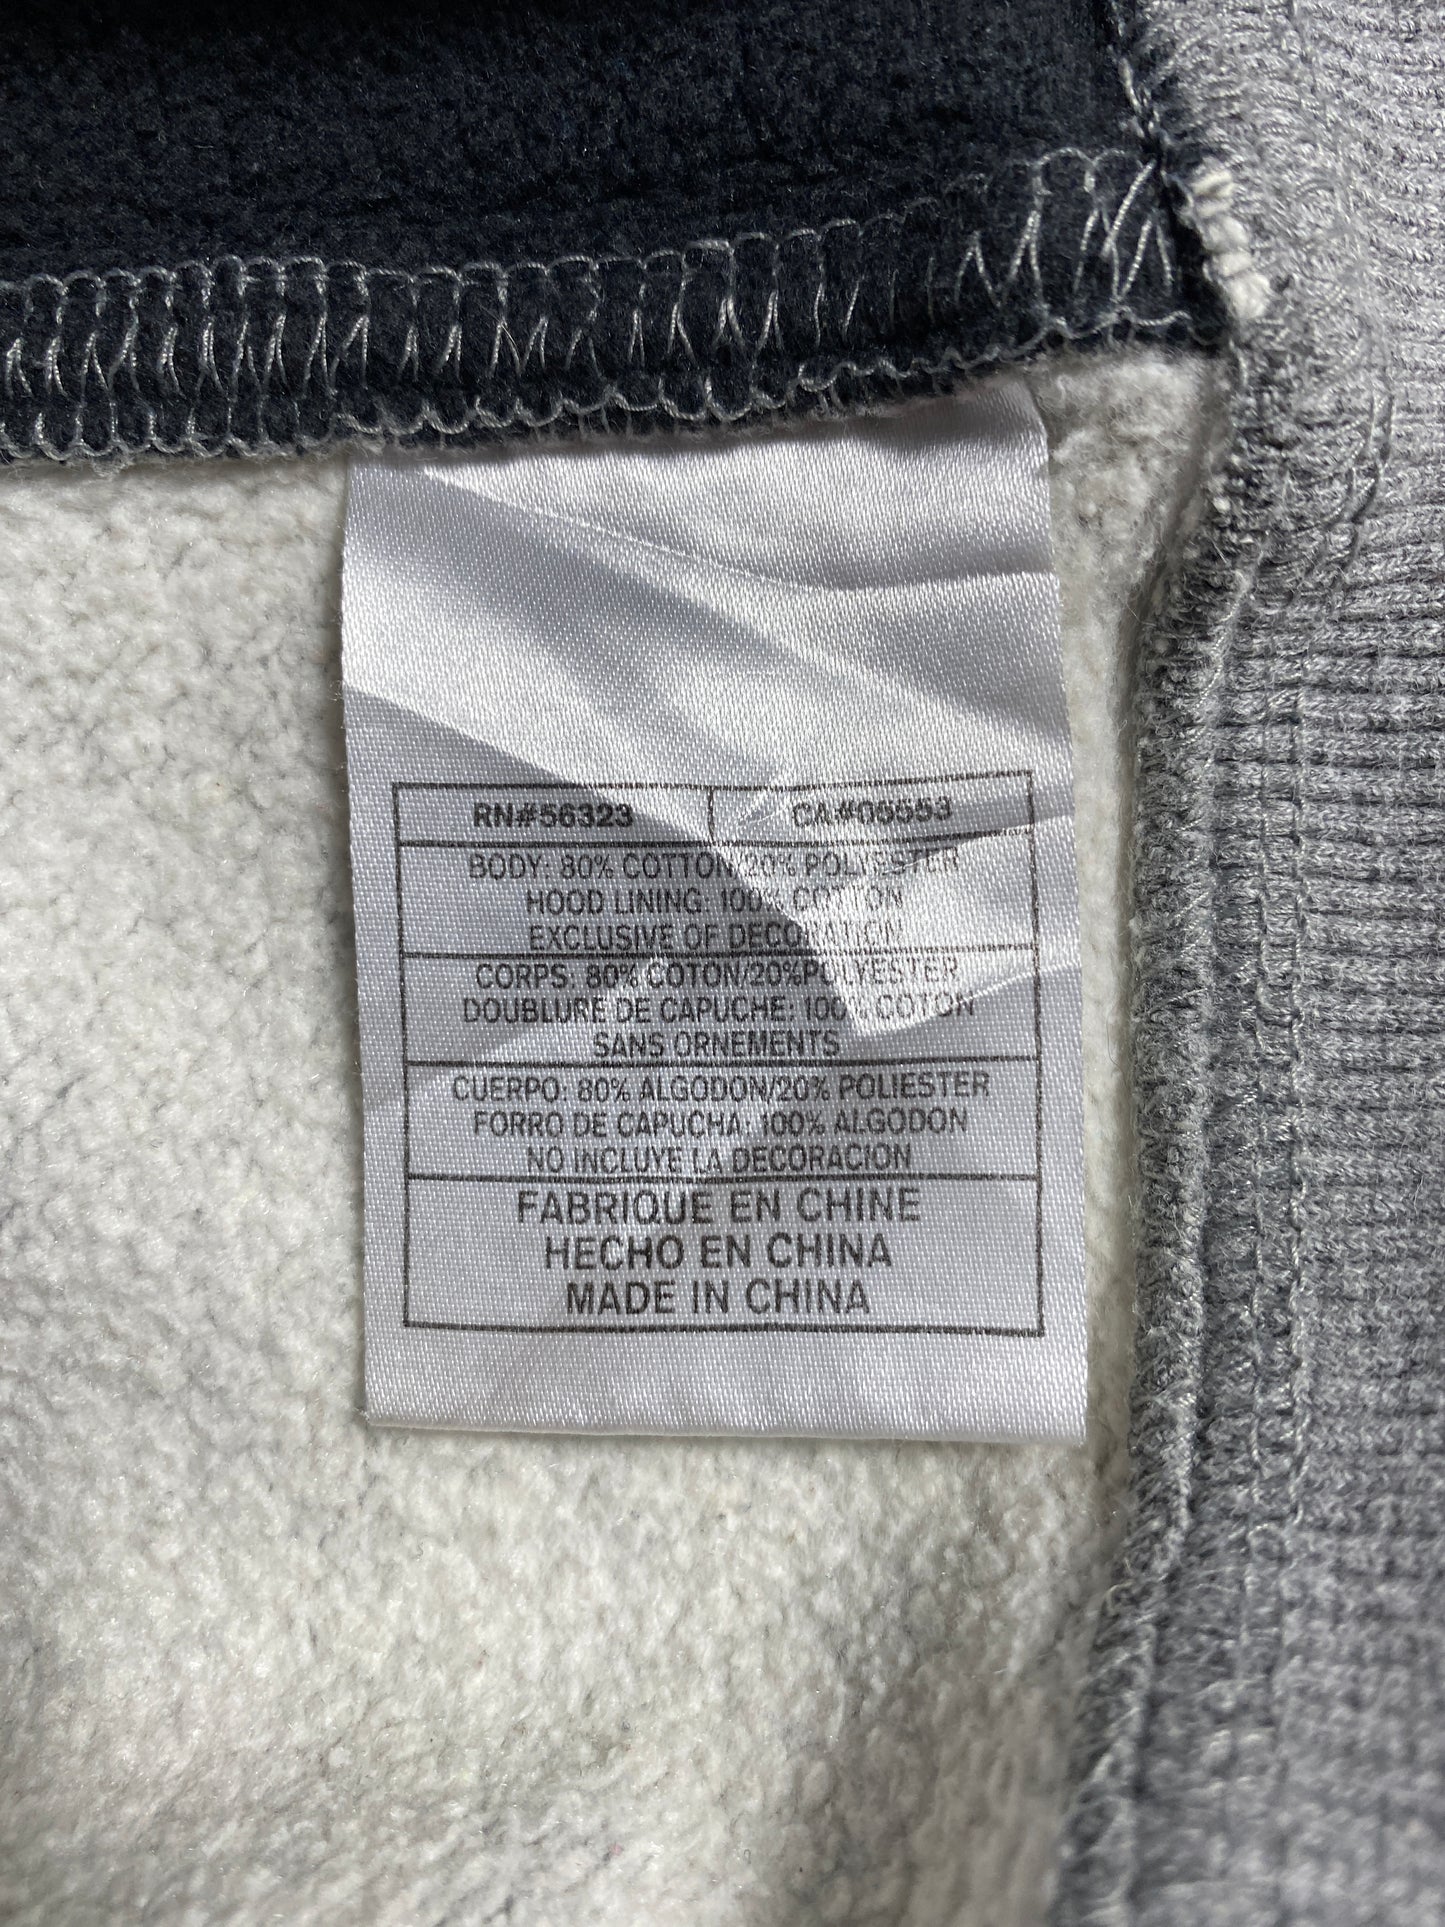 RN#56323 CA#05553
BODY: 80% COTTON/20% POLYESTER
HOOD LINING: 100% COTTON
EXCLUSIVE OF DECORATION
CORPS: 80% COTON/20%POLYESTER
DOUBLURE DE CAPUCHE: 100% COTON
SANS ORNEMENTS
CUERPO: 80% ALGODON/20% POLIESTER
FORRO DE CAPUCHA: 100% ALGODON
NO INCLUYE LA DECORACION
FABRIQUE EN CHINE
HECHO EN CHINA
MADE IN CHINA